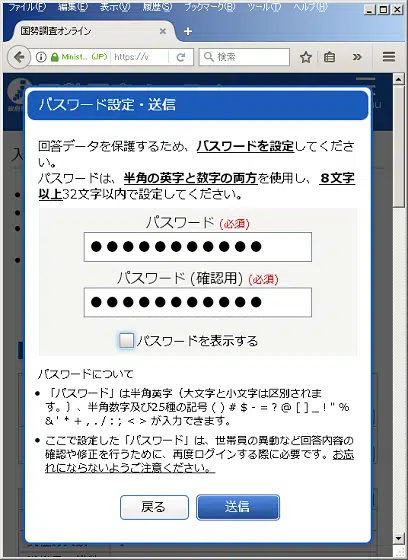 ファイル(F) 編集(E) 表示(V) 履歴(S) ブックマーク(B) ツール(T) ヘルプ(H)
国勢調査オンライン
Minist... (JP) https://v 検索
パスワード設定・送信
回答データを保護するため、パスワードを設定してくださ
い。
パスワードは、半角の英字と数字の両方を使用し、８文字
以上32文字以内で設定してください。
パスワード (必須)
●●●●●●●●●●●
パスワード (確認用) (必須)
●●●●●●●●●●●
パスワードを表示する
パスワードについて
• 「パスワード」は半角英字（大文字と小文字は区別されま
す。）、半角数字及び25種の記号 ( ) # $ - = ? @ [ ] _ ! " %
& ' * + , . / : ; < > が入力できます。
• ここで設定した「パスワード」は、世帯員の異動など回答内容の
確認や修正を行うために、再度ログインする際に必要です。お忘
れにならないようご注意ください。
戻る 送信